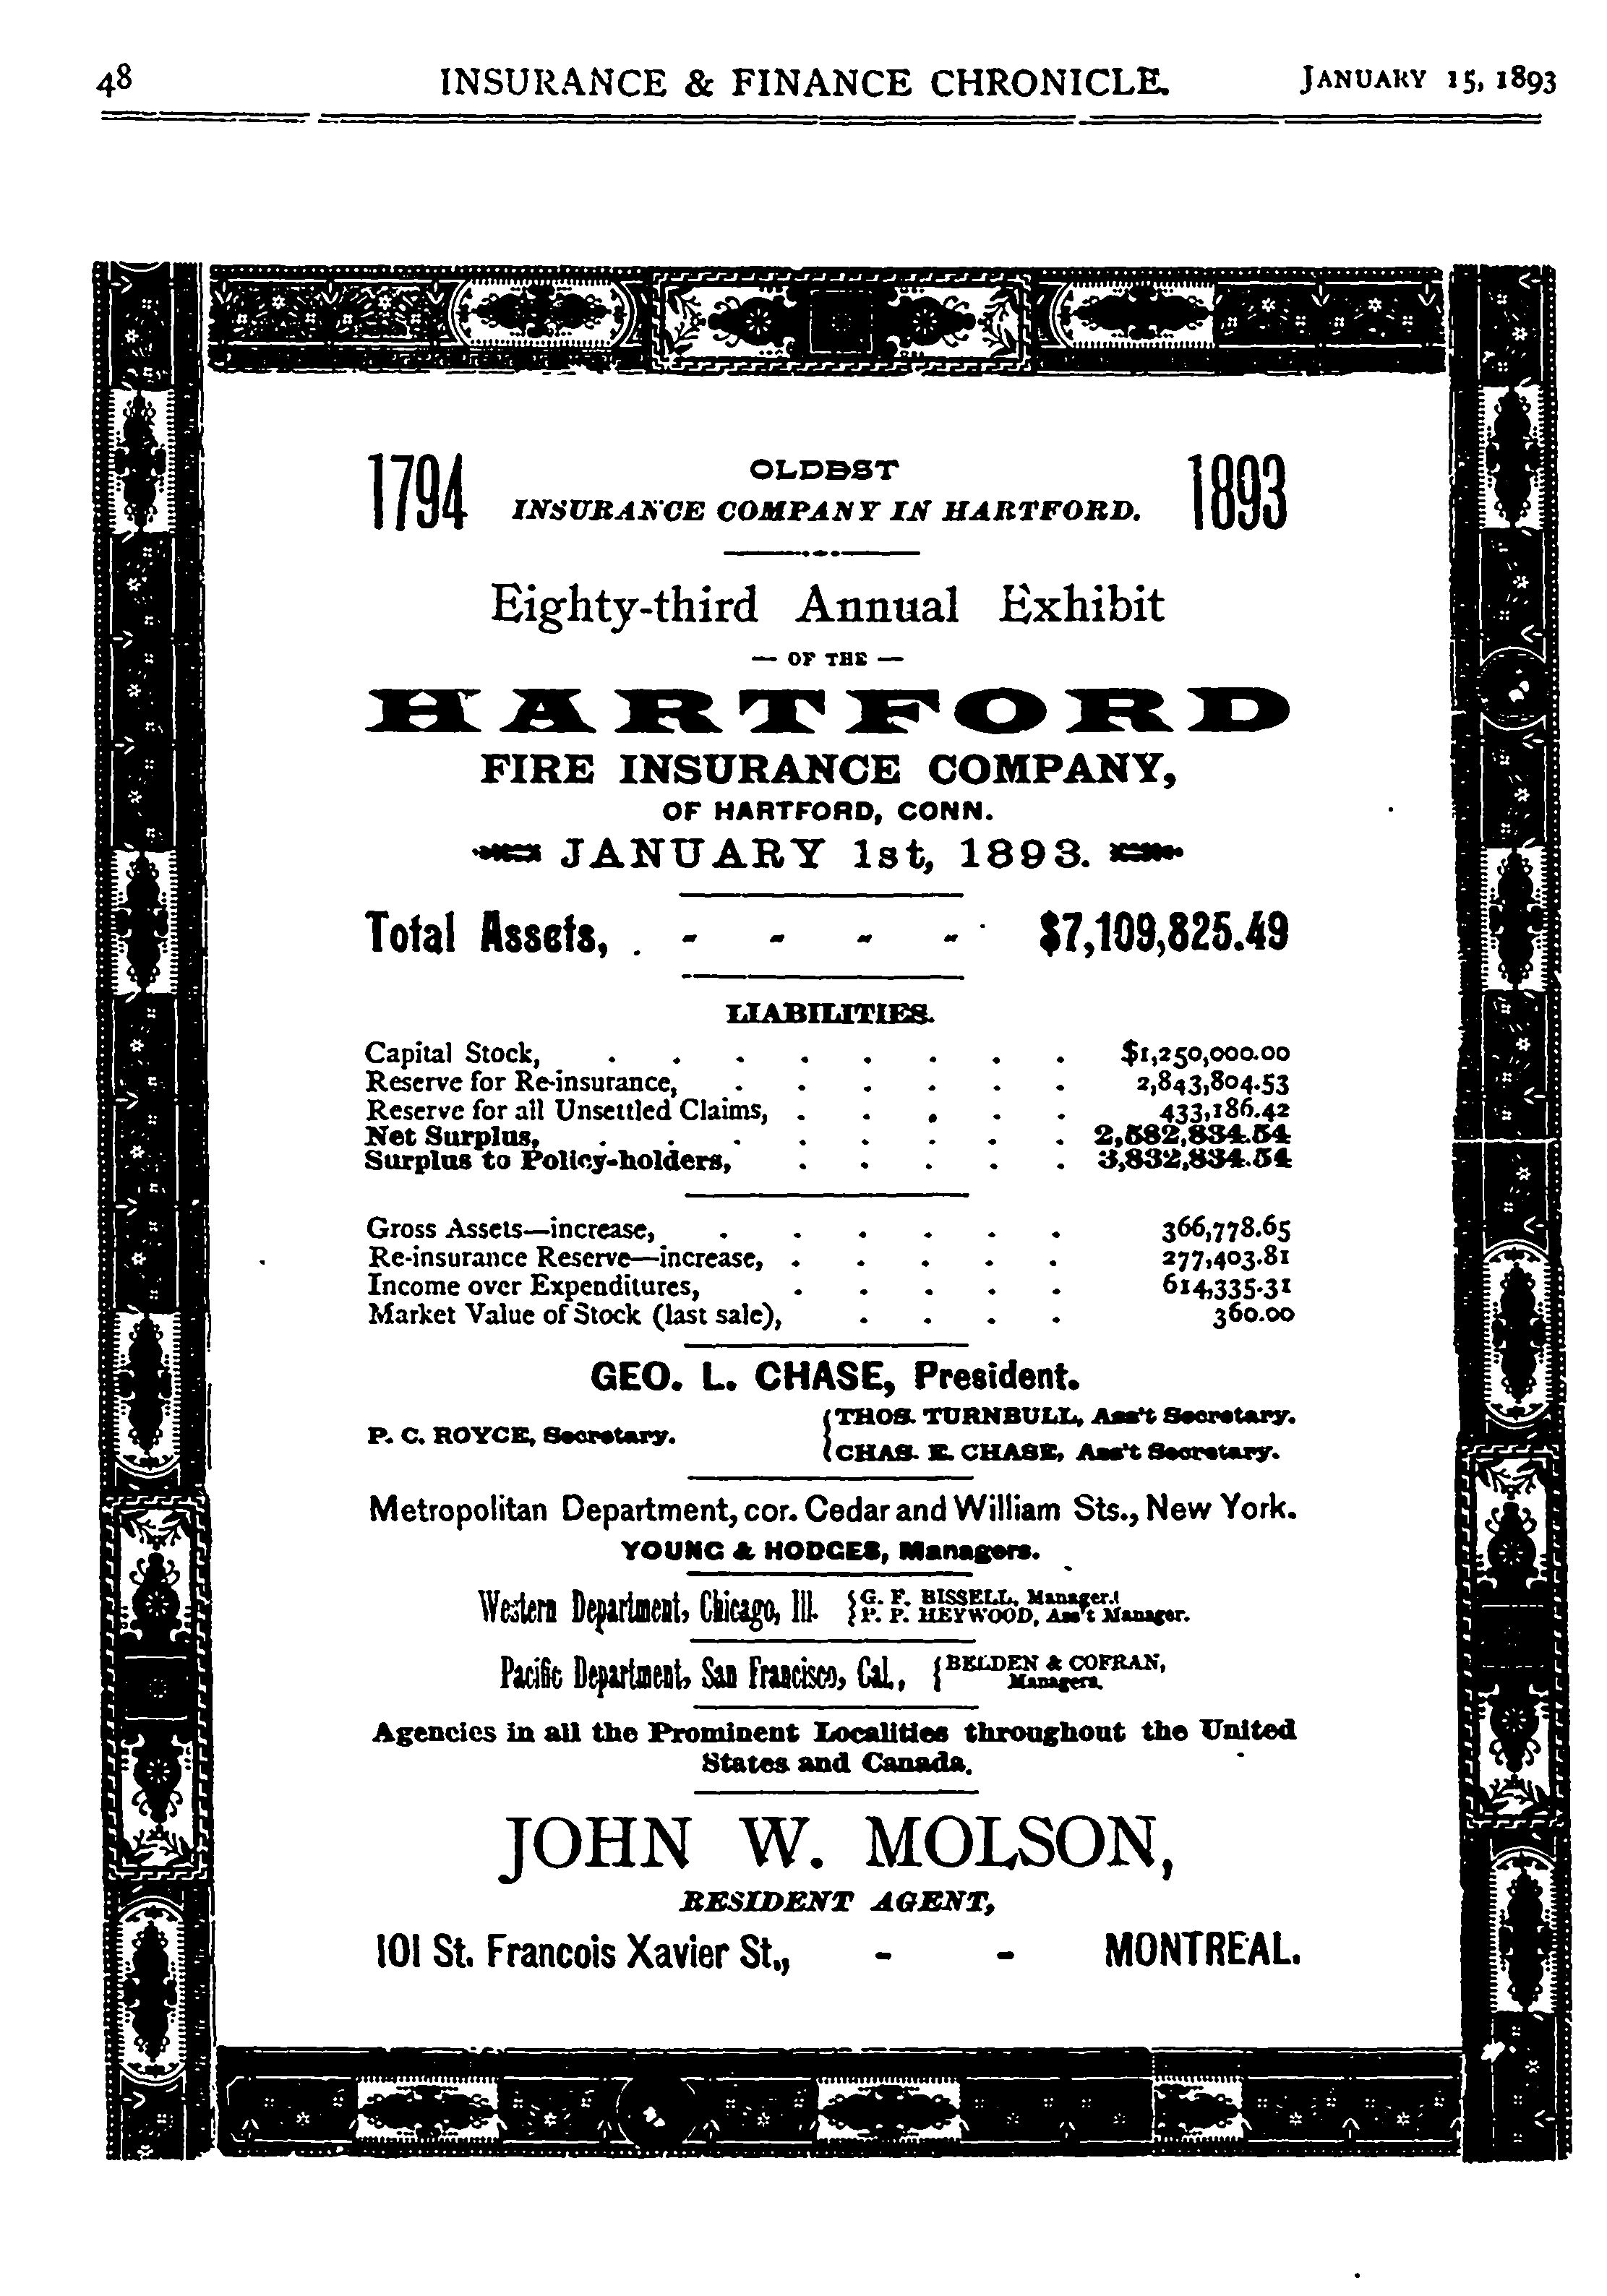 48 INSURANCE & FINANCE CHRONICLE. JANUARY 15, 1893
1794 OLDEST 1893
INSURANCE COMPANY IN HARTFORD.
Eighty-third Annual Exhibit
— OF THE —
HARTFORD
FIRE INSURANCE COMPANY,
OF HARTFORD, CONN.
JANUARY 1st, 1893.
Total Assets, . - - - - $7,109,825.49
LIABILITIES.
Capital Stock, . . . . . . . . $1,250,000.00
Reserve for Re-insurance, . . . . . . 2,843,804.53
Reserve for all Unsettled Claims, . . . . . 433,186.42
Net Surplus, . . . . . . . . 2,582,834.54
Surplus to Policy-holders, . . . . . 3,832,834.54
Gross Assets—increase, . . . . . . 366,778.65
Re-insurance Reserve—increase, . . . . . 277,403.81
Income over Expenditures, . . . . . 614,335.31
Market Value of Stock (last sale), . . . . 360.00
GEO. L. CHASE, President.
P. C. ROYCE, Secretary. { THOS. TURNBULL, Ass't Secretary.
CHAS. E. CHASE, Ass't Secretary.
Metropolitan Department, cor. Cedar and William Sts., New York.
YOUNG & HODGES, Managers.
Western Department, Chicago, Ill. { G. F. BISSELL, Manager.
P. P. HEYWOOD, Ass't Manager.
Pacific Department, San Francisco, Cal., { BELDEN & COFRAN,
Managers.
Agencies in all the Prominent Localities throughout the United
States and Canada.
JOHN W. MOLSON,
RESIDENT AGENT,
101 St. Francois Xavier St., - - MONTREAL.